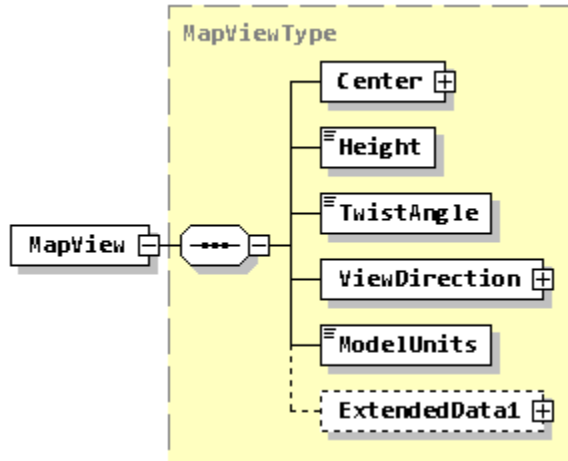 MapViewType
Center
Height
TwistAngle
MapView
ViewDirection
ModelUnits
ExtendedData1